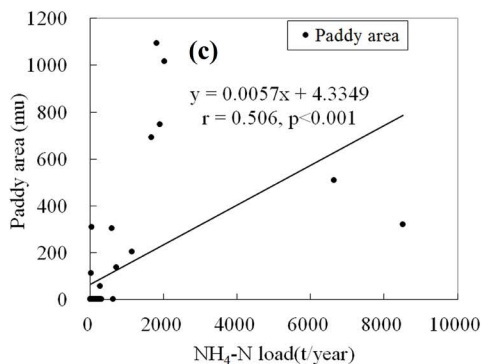 1200
1000
800
600
400
200
0
Paddy area (mu)
(c)
Paddy area
y = 0.0057x + 4.3349
r = 0.506, p<0.001
0 2000 4000 6000 8000 10000
NH4-N load(t/year)